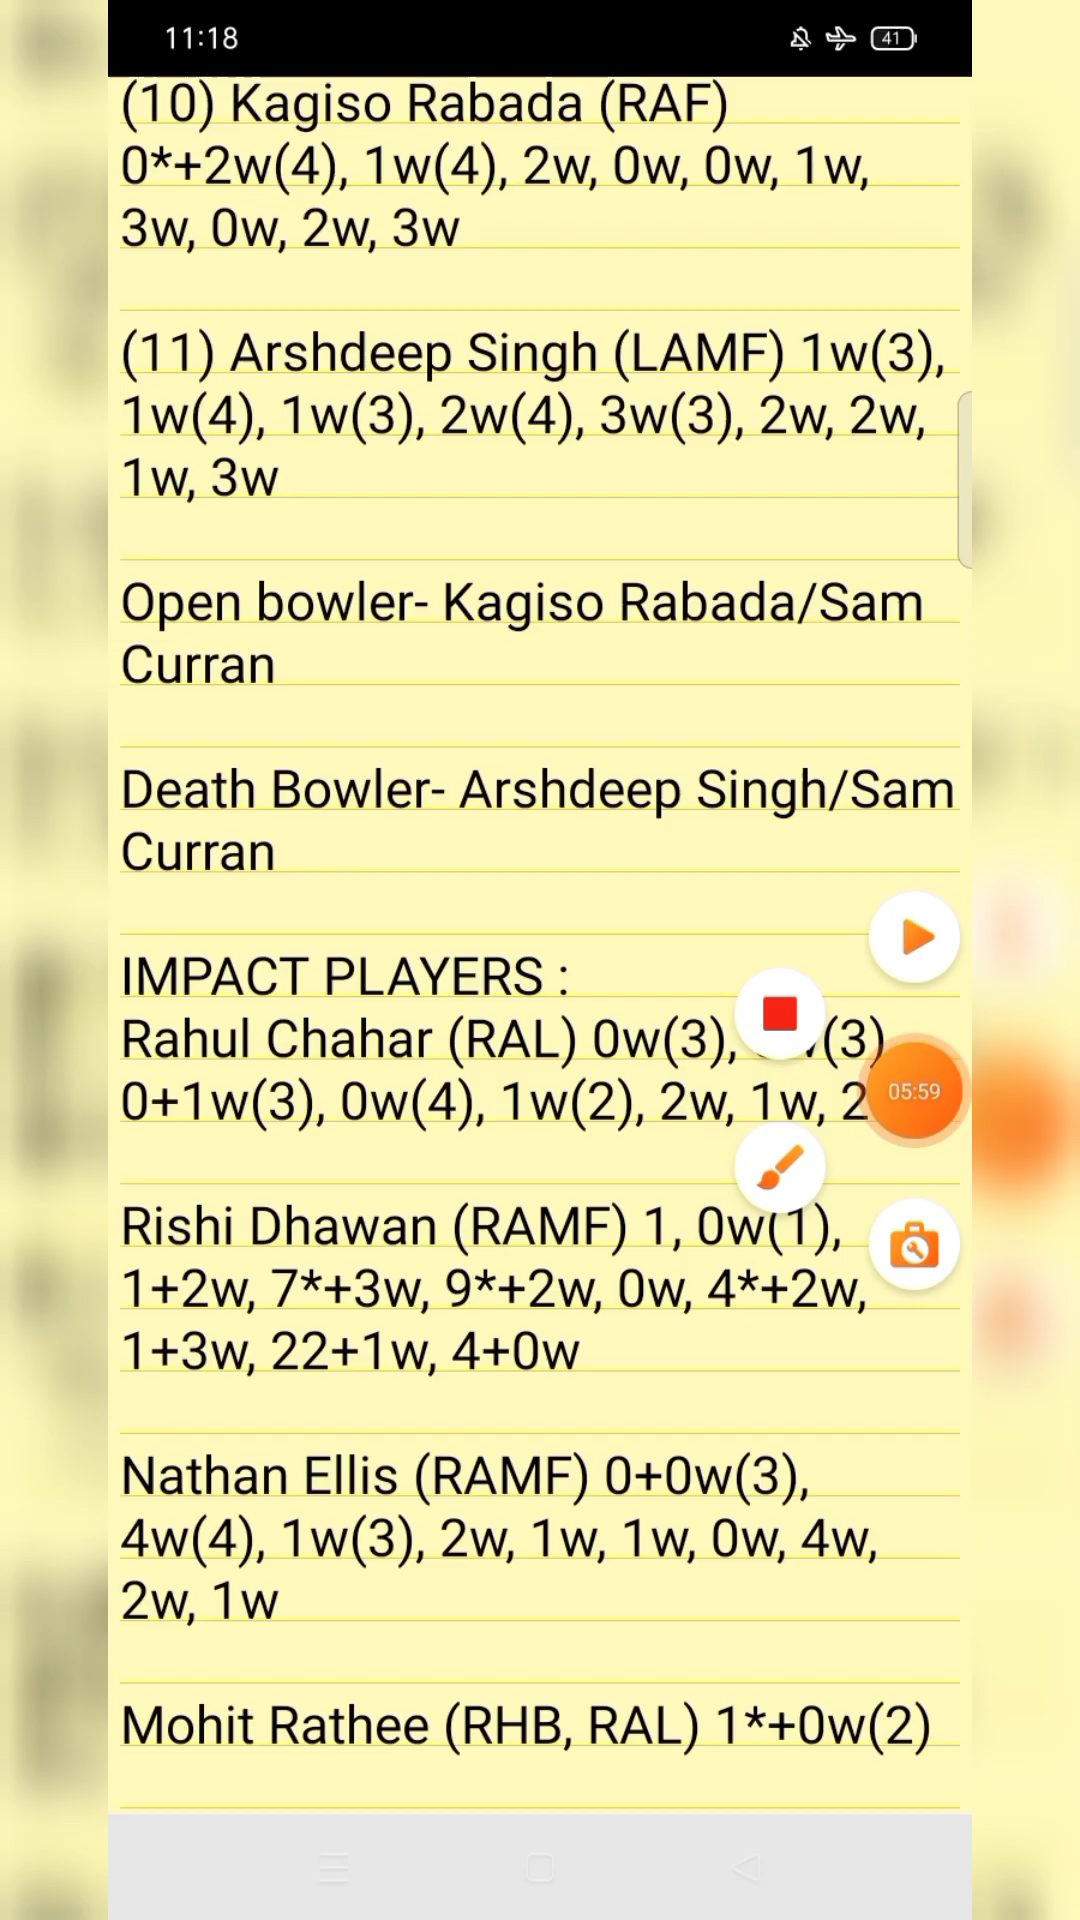 11:18
41
(10) Kagiso Rabada (RAF)
0*+2w(4), 1w(4), 2w, 0w, 0w, 1w,
3w, 0w, 2w, 3w
(11) Arshdeep Singh (LAMF) 1w(3),
1w(4), 1w(3), 2w(4), 3w(3), 2w, 2w,
1w, 3w
Open bowler- Kagiso Rabada/Sam
Curran
Death Bowler- Arshdeep Singh/Sam
Curran
IMPACT PLAYERS :
Rahul Chahar (RAL) 0w(3), (3)
05:59
0+1w(3), 0w(4), 1w(2), 2w, 1w, 2
Rishi Dhawan (RAMF) 1, 0w(1),
1+2w, 7*+3w, 9*+2w, 0w, 4*+2w,
1+3w, 22+1w, 4+0w
Nathan Ellis (RAMF) 0+0w(3),
4w(4), 1w(3), 2w, 1w, 1w, 0w, 4w,
2w, 1w
Mohit Rathee (RHB, RAL) 1*+0w(2)